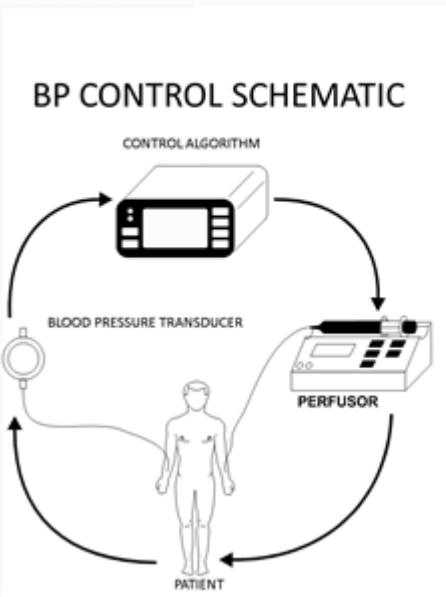 BP CONTROL SCHEMATIC
CONTROL ALGORITHM
BLOOD PRESSURE TRANSDUCER
PERFUSOR
PATIENT